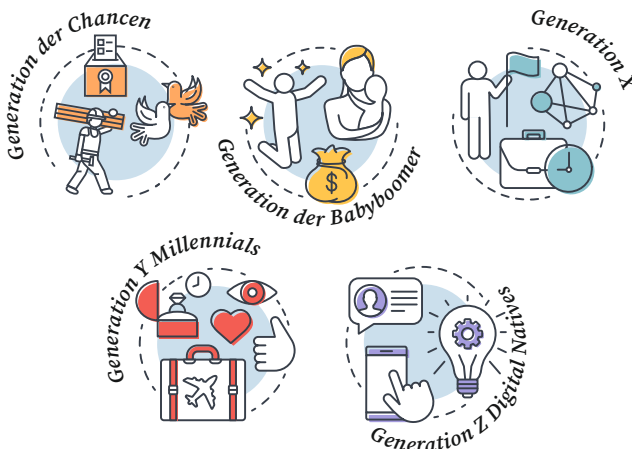 Generation der Chancen
Generation der Babyboomer
$
Generation X
Generation Y Millennials
Generation Z Digital Natives